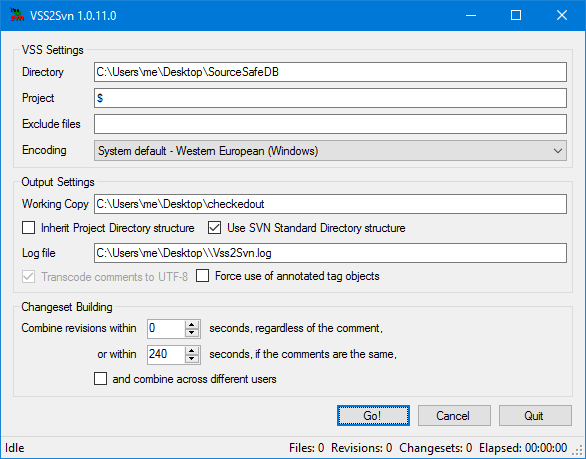 VSS2Svn 1.0.11.0
VSS Settings
Directory C:\Users\me\Desktop\SourceSafeDB
Project $
Exclude files
Encoding System default - Western European (Windows)
Output Settings
Working Copy C:\Users\me\Desktop\checkedout
Inherit Project Directory structure Use SVN Standard Directory structure
Log file C:\Users\me\Desktop\\Vss2Svn.log
Transcode comments to UTF-8 Force use of annotated tag objects
Changeset Building
Combine revisions within 0 seconds, regardless of the comment,
or within 240 seconds, if the comments are the same,
and combine across different users
Go! Cancel Quit
Idle Files: 0 Revisions: 0 Changesets: 0 Elapsed: 00:00:00